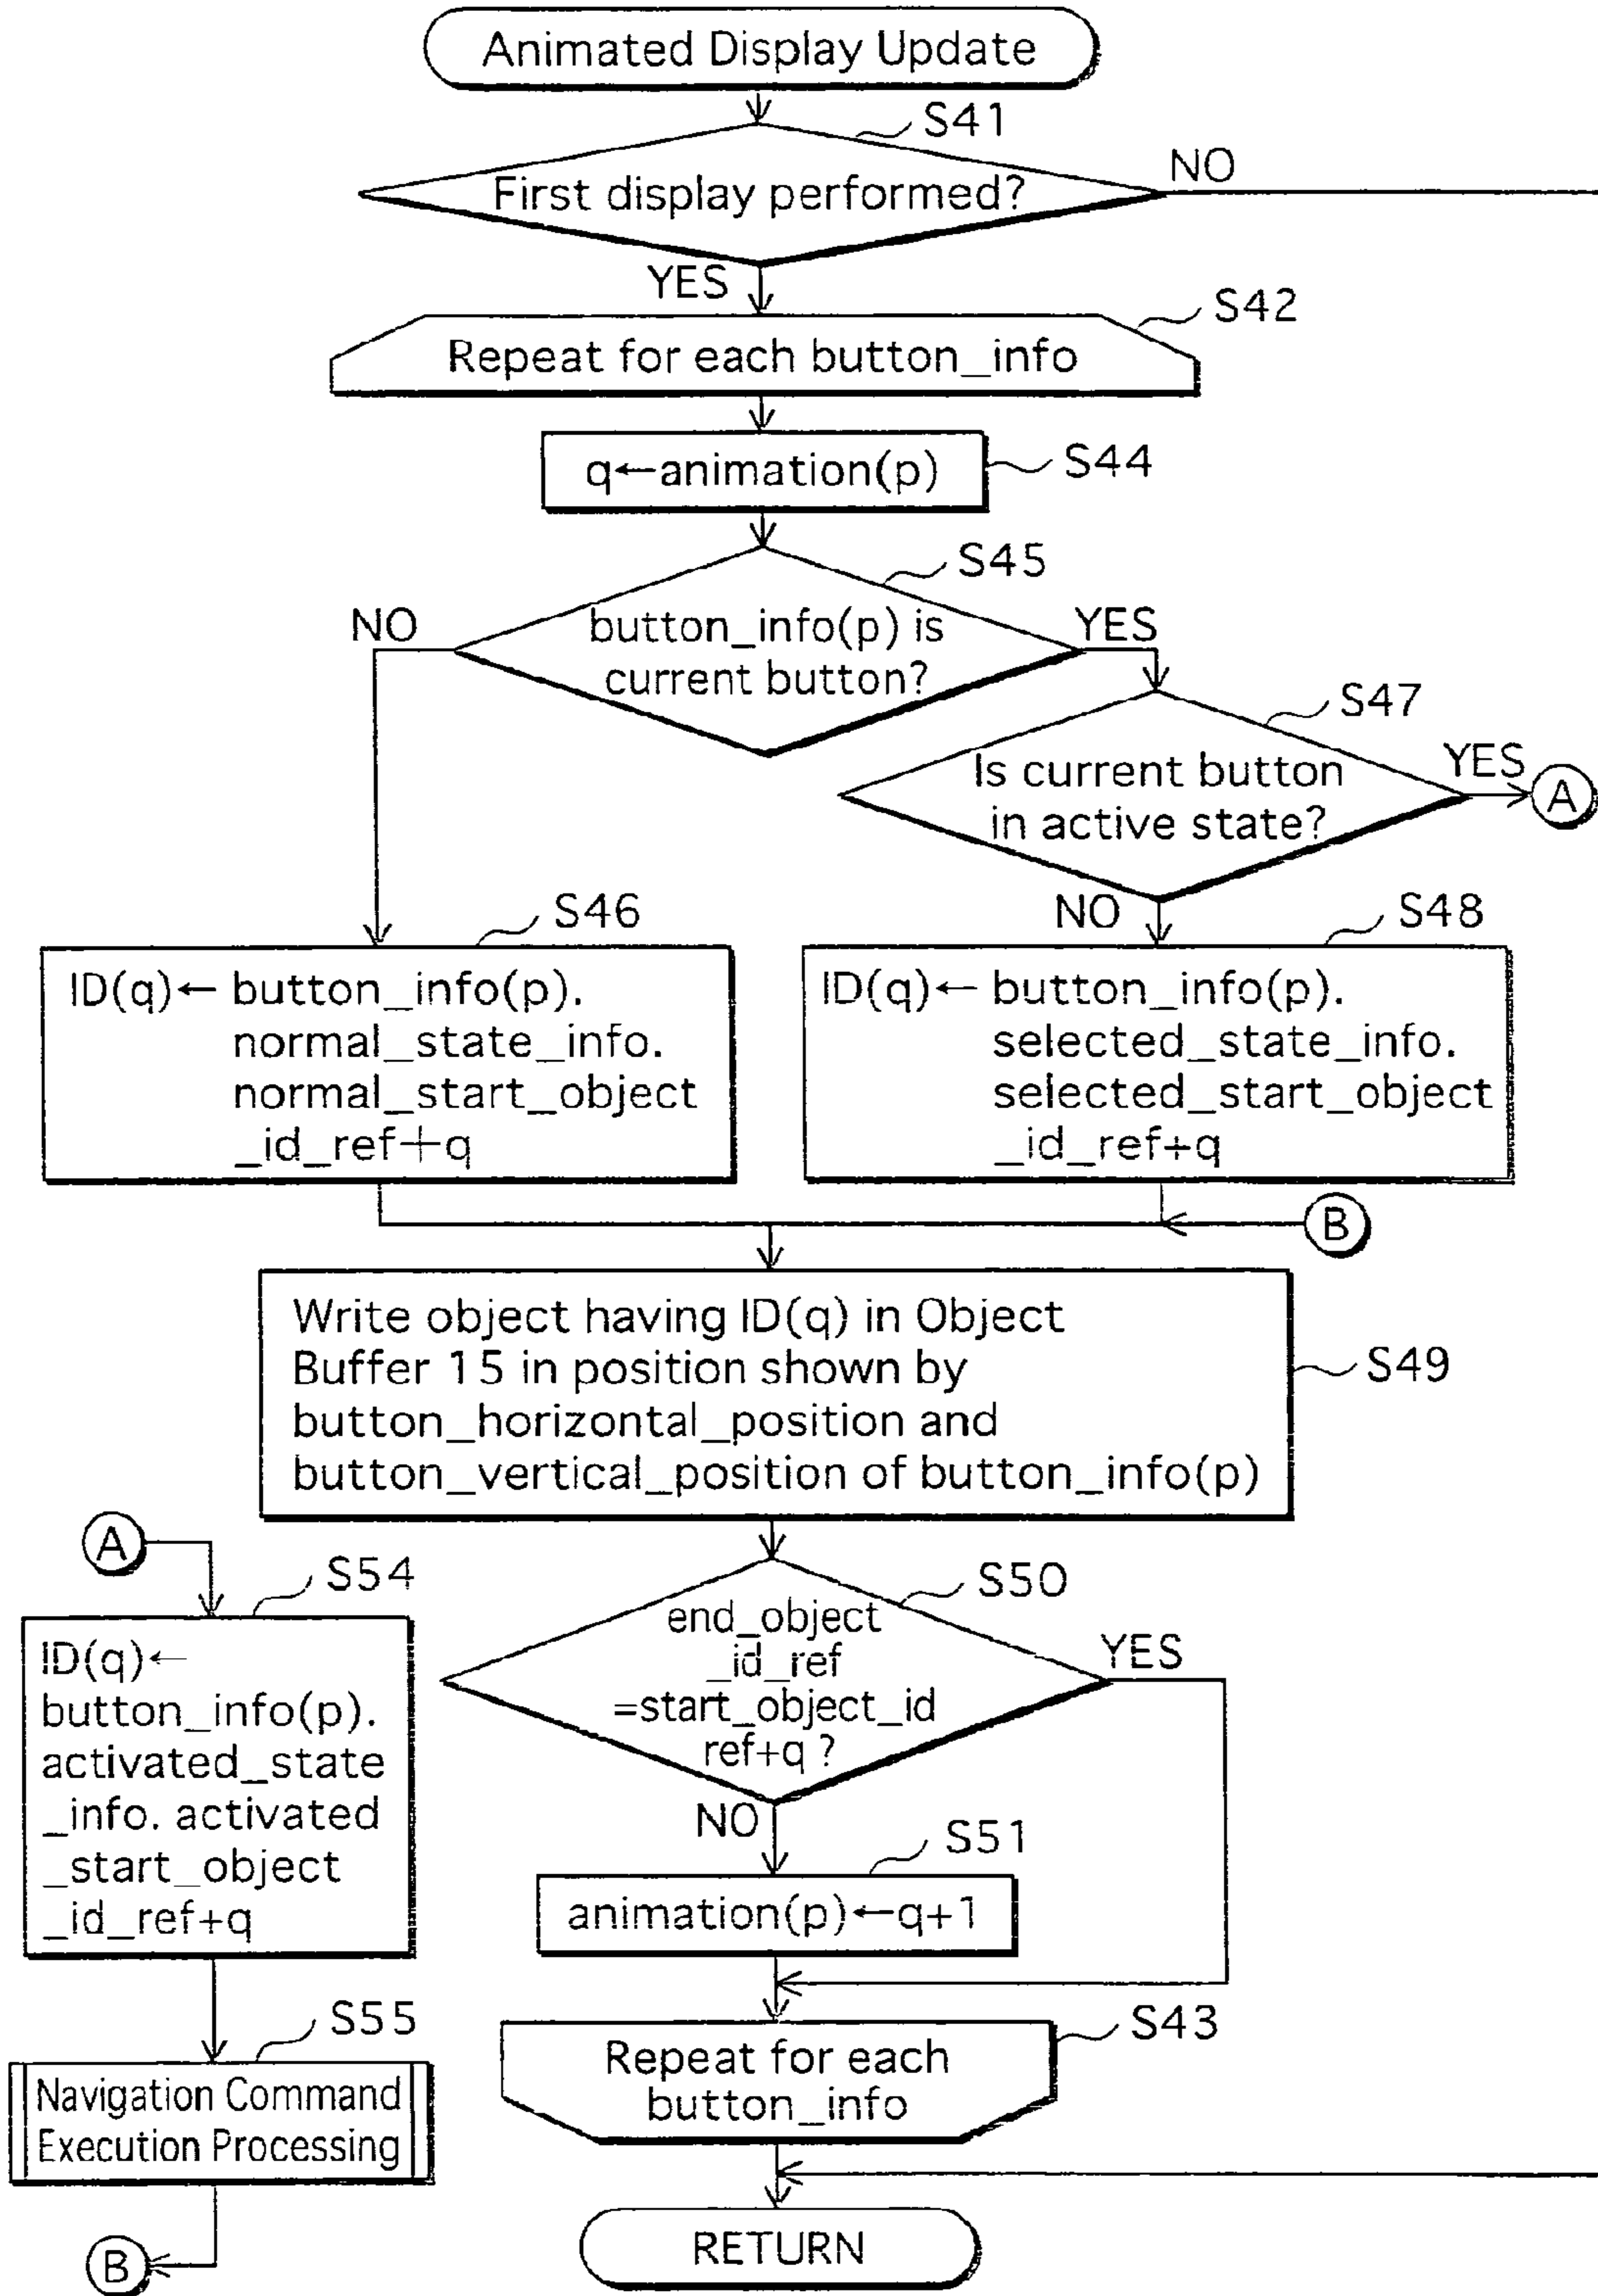 Animated Display Update
S41
First display performed?
NO
YES
S42
Repeat for each button_info
q←animation(p)
S44
S45
NO
button_info(p) is
current button?
YES
S47
Is current button
in active state?
YES
A
NO
S46
ID(q)← button_info(p).
normal_state_info.
normal_start_object
_id_ref+q
S48
ID(q)← button_info(p).
selected_state_info.
selected_start_object
_id_ref+q
B
Write object having ID(q) in Object
Buffer 15 in position shown by
button_horizontal_position and
button_vertical_position of button_info(p)
S49
A
S54
ID(q)←
button_info(p).
activated_state
_info. activated
_start_object
_id_ref+q
S50
end_object
_id_ref
=start_object_id
ref+q ?
YES
NO
S51
animation(p)←q+1
S55
Navigation Command
Execution Processing
S43
Repeat for each
button_info
B
RETURN